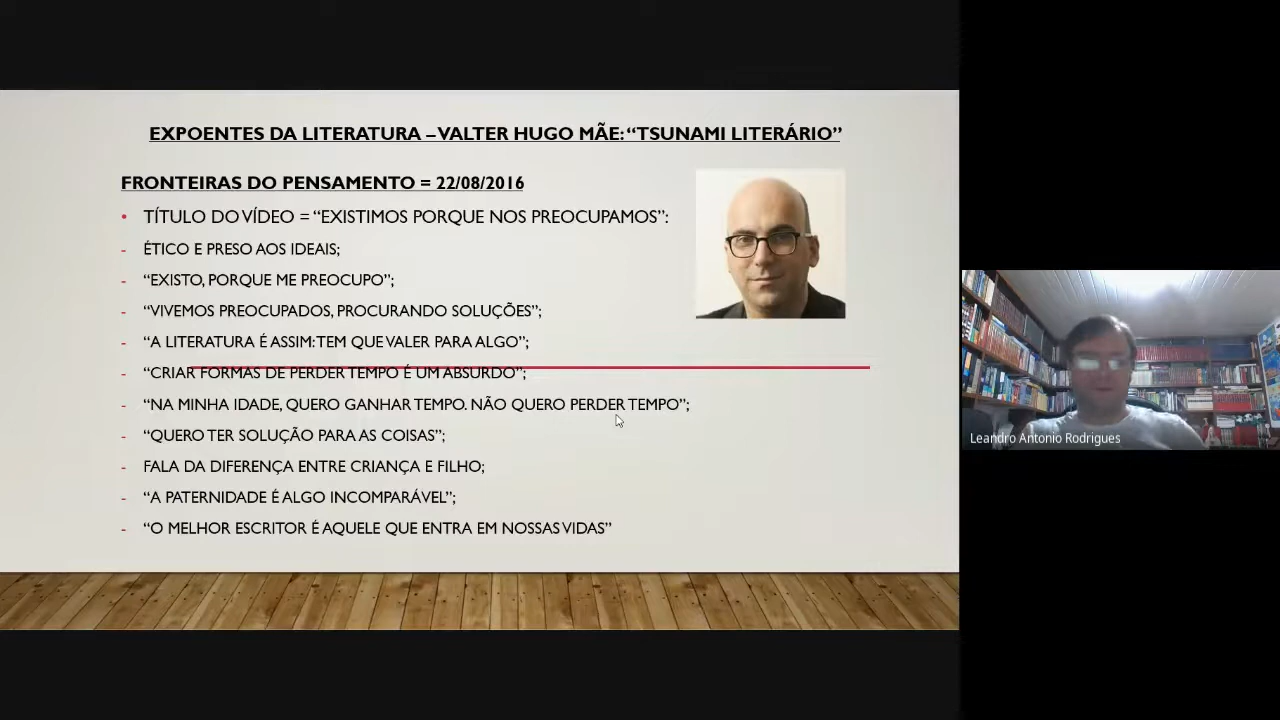 EXPOENTES DA LITERATURA – VALTER HUGO MÃE: “TSUNAMI LITERÁRIO”
FRONTEIRAS DO PENSAMENTO = 22/08/2016
• TÍTULO DO VÍDEO = “EXISTIMOS PORQUE NOS PREOCUPAMOS”:
- ÉTICO E PRESO AOS IDEAIS;
- “EXISTO, PORQUE ME PREOCUPO”;
- “VIVEMOS PREOCUPADOS, PROCURANDO SOLUÇÕES”;
- “A LITERATURA É ASSIM: TEM QUE VALER PARA ALGO”;
- “CRIAR FORMAS DE PERDER TEMPO É UM ABSURDO”;
- “NA MINHA IDADE, QUERO GANHAR TEMPO. NÃO QUERO PERDER TEMPO”;
- “QUERO TER SOLUÇÃO PARA AS COISAS”;
- FALA DA DIFERENÇA ENTRE CRIANÇA E FILHO;
- “A PATERNIDADE É ALGO INCOMPARÁVEL”;
- “O MELHOR ESCRITOR É AQUELE QUE ENTRA EM NOSSAS VIDAS”
Leandro Antonio Rodrigues